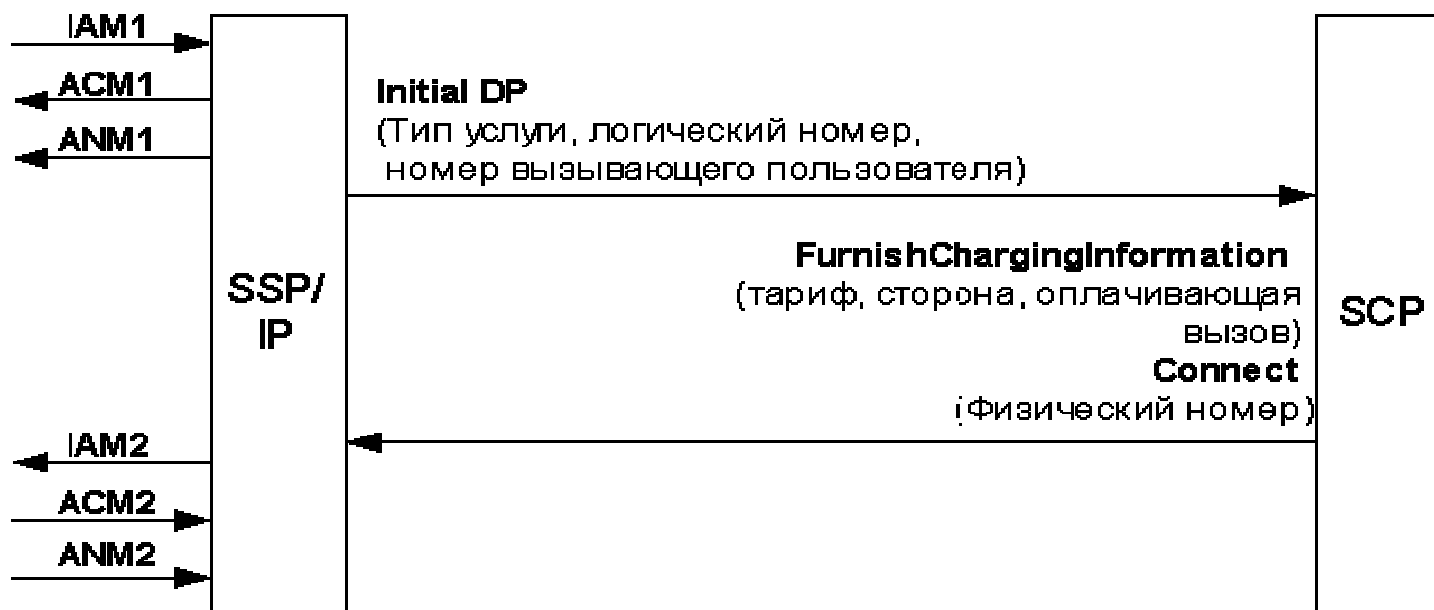 IAM1
ACM1
ANM1
Initial DP
(Тип услуги, логический номер,
номер вызывающего пользователя)
FurnishChargingInformation
(тариф, сторона, оплачивающая
вызов)
Connect
(Физический номер)
SSP/
IP
SCP
IAM2
ACM2
ANM2